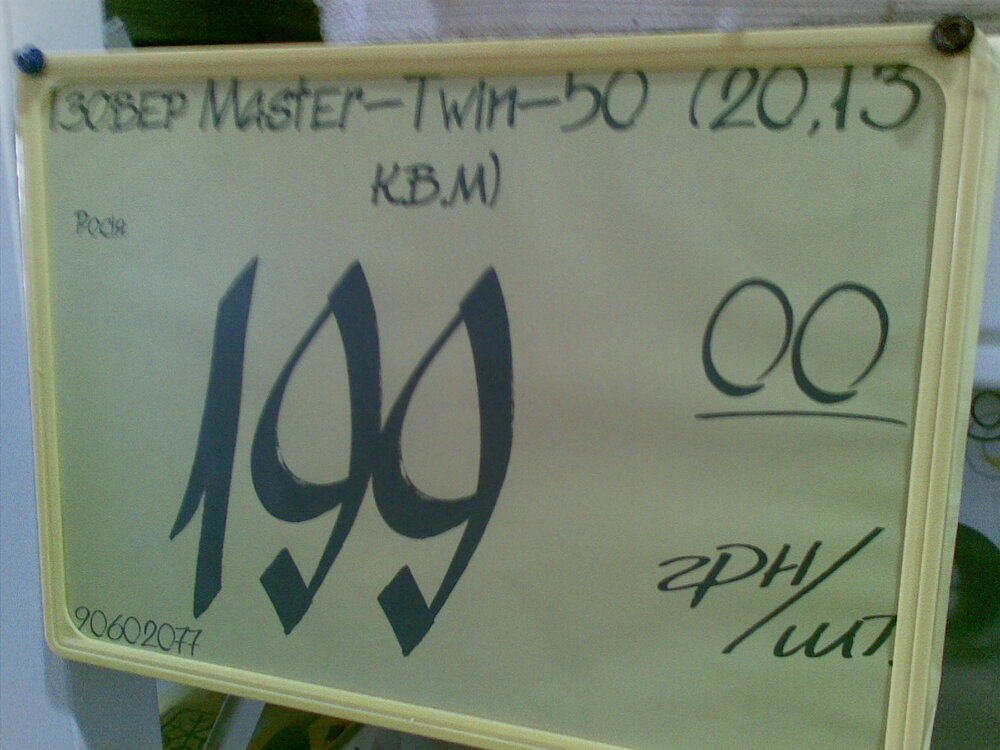 ІЗОВЕР Master-Twin-50 (20,13
КВ.М)
Росія
199 00
грн/шт.
90602077